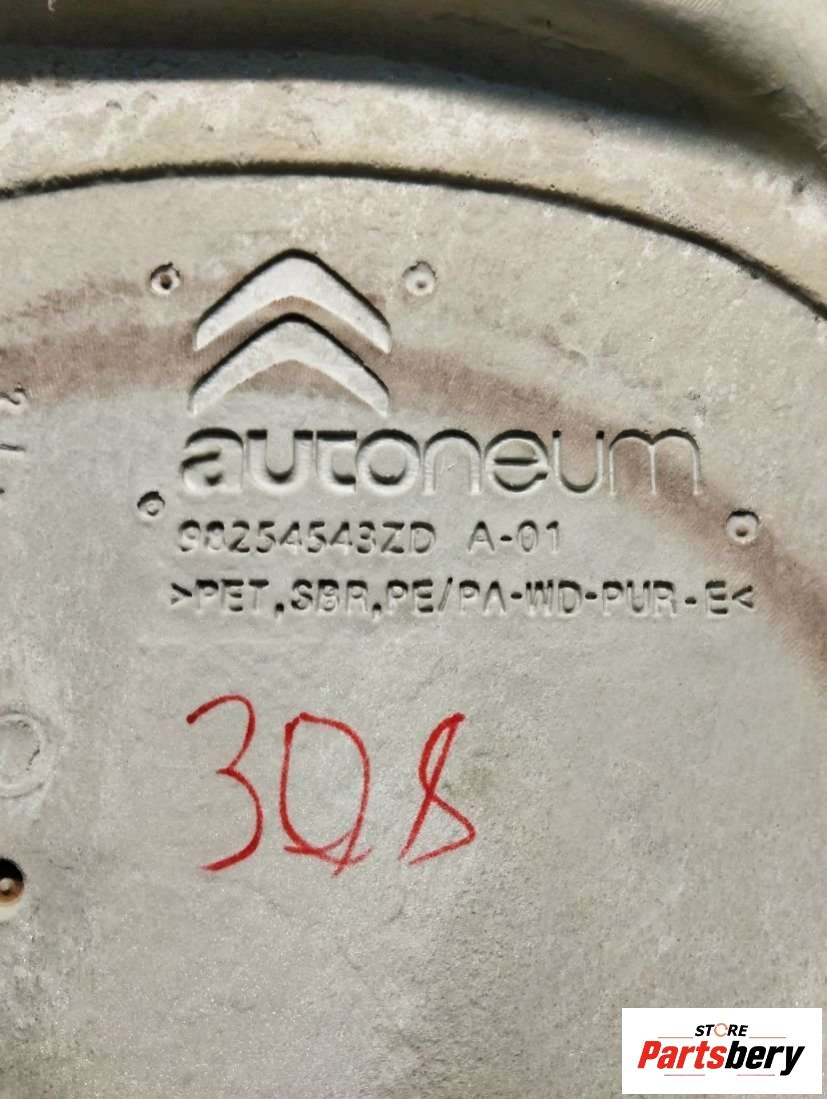 autoneum
98254543ZD A-01
>PET,SBR,PE/PA-WD-PUR-E<
308
STORE
Partsbery